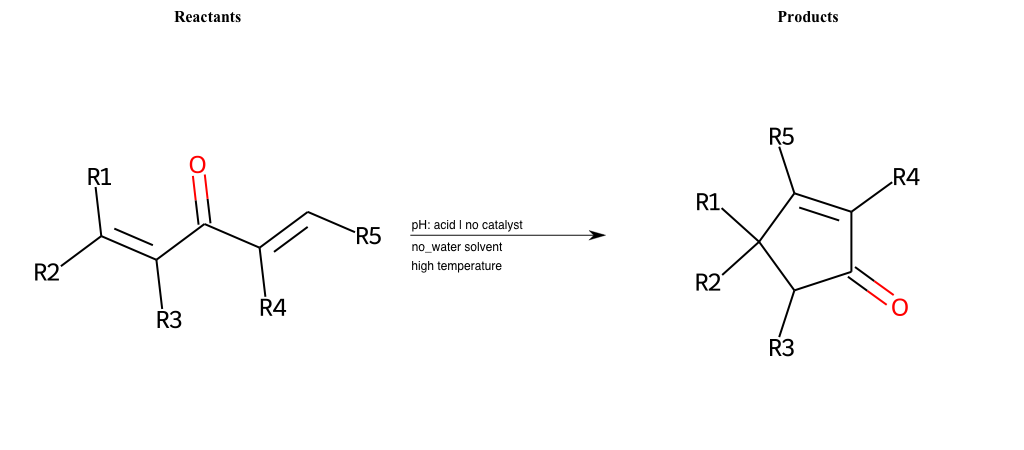 Reactants
Products
R1
O
R2
R3
R4
R5
pH: acid | no catalyst
no_water solvent
high temperature
R5
R4
R1
R2
O
R3